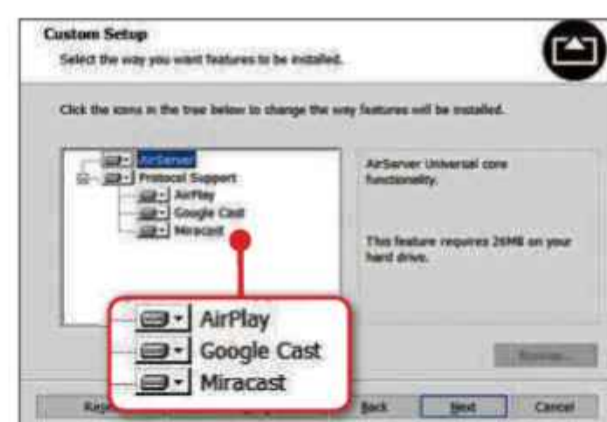 Custom Setup
Select the way you want features to be installed.
Click the icons in the tree below to change the way features will be installed.
AirServer
Protocol Support
AirPlay
Google Cast
Miracast
AirServer Universal core
functionality.
This feature requires 26MB on your
hard drive.
AirPlay
Google Cast
Miracast
Browse...
Back
Next
Cancel